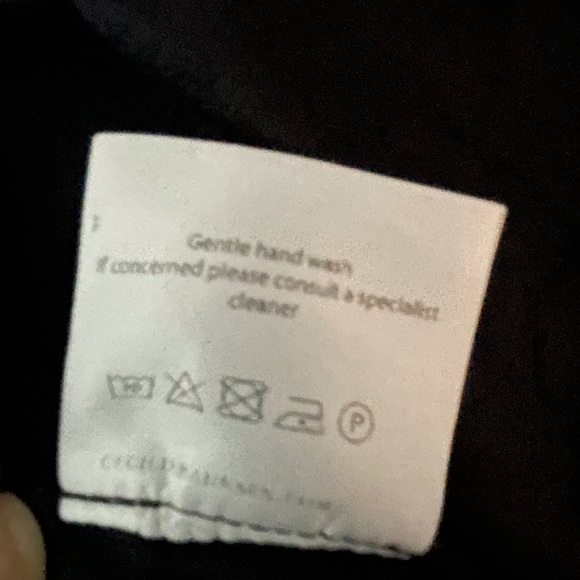 Gentle hand wash
If concerned please consult a specialist
cleaner
P